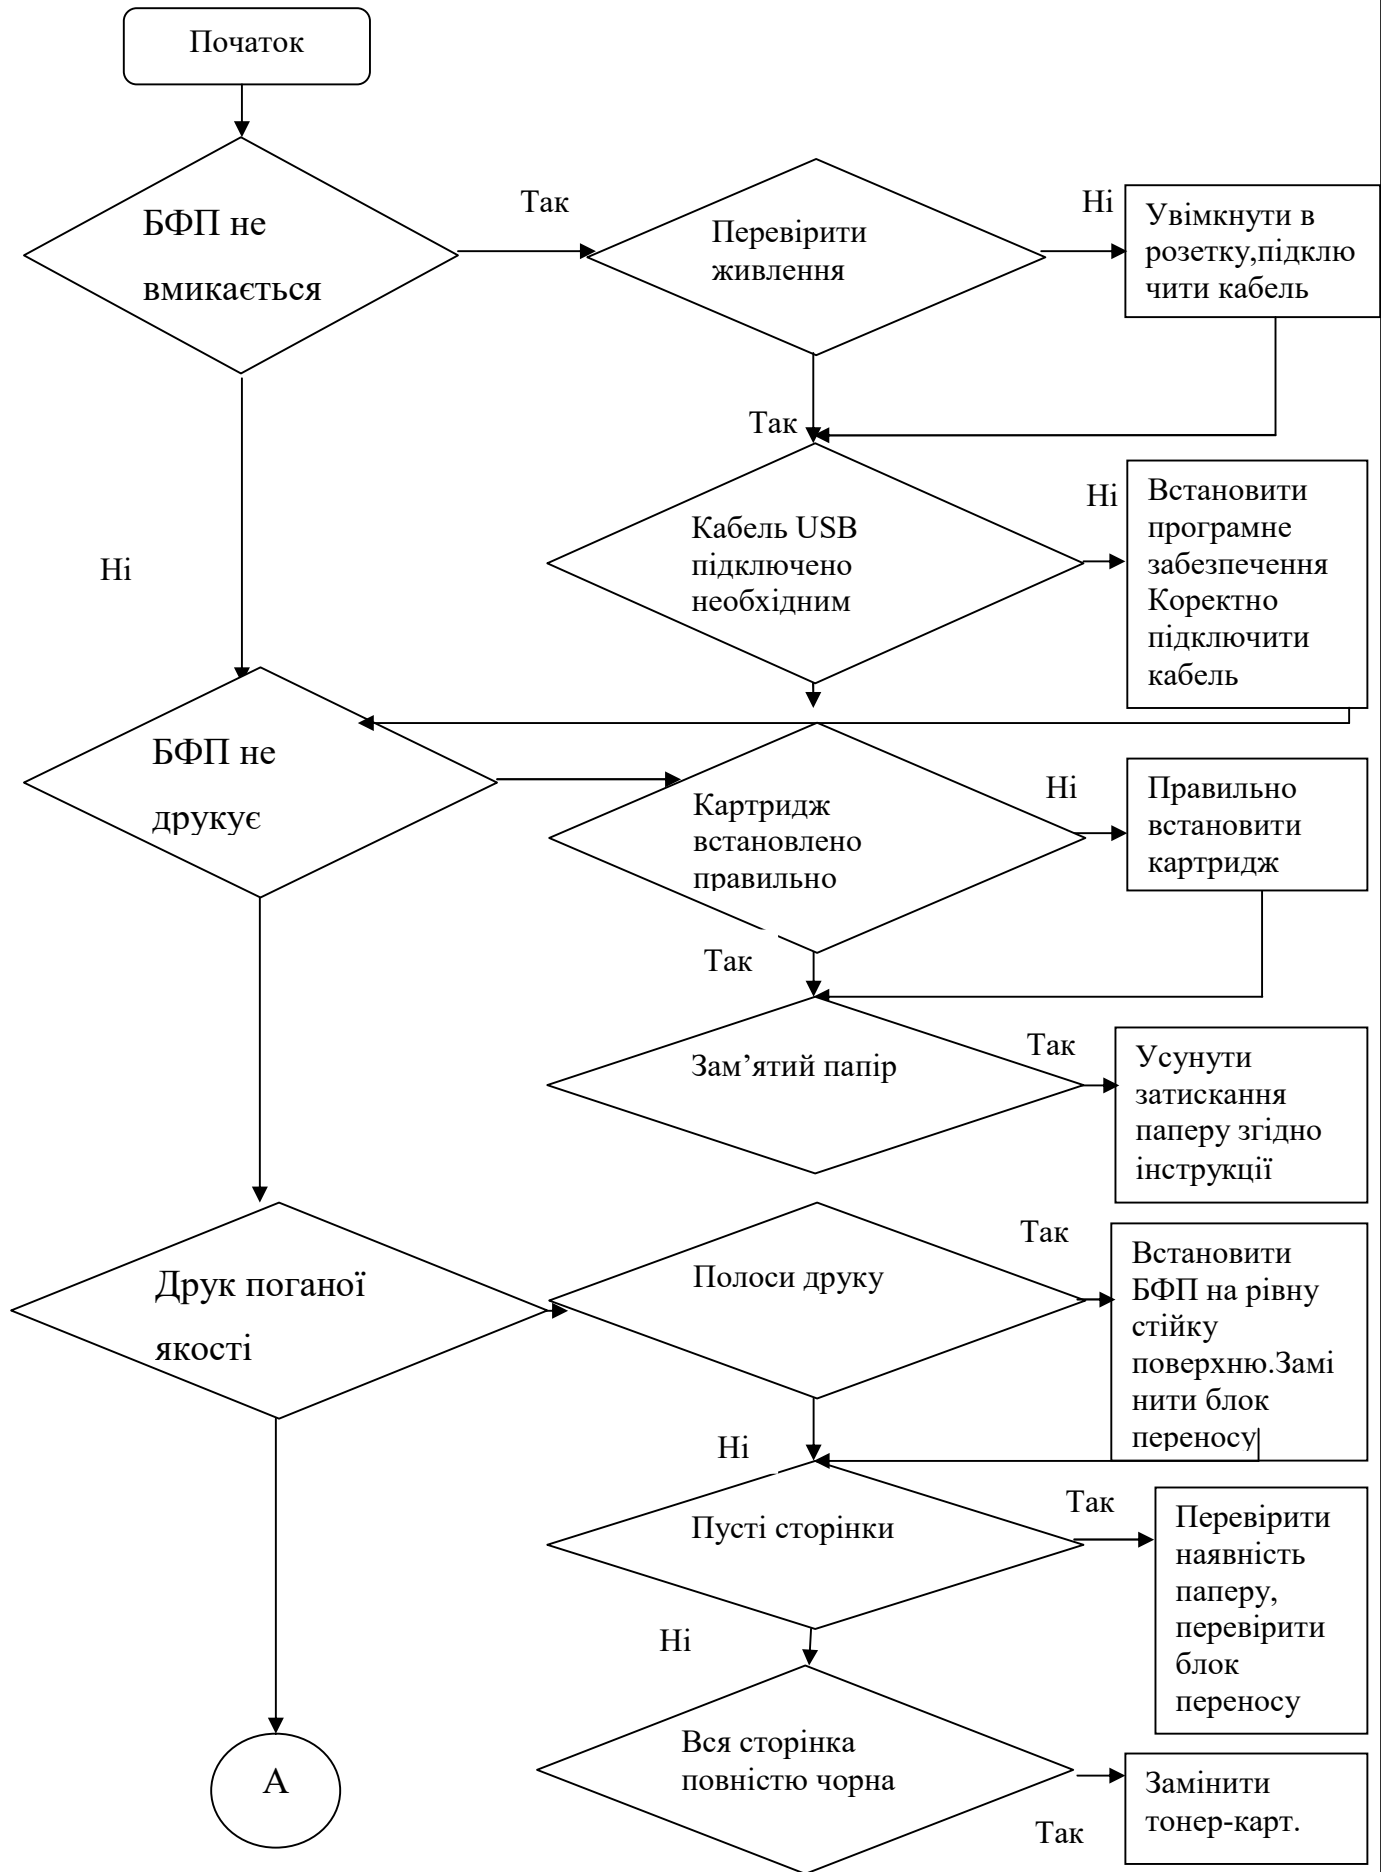 Початок
БФП не
вмикається
Так
Перевірити
живлення
Ні
Увімкнути в
розетку,підклю
чити кабель
Так
Ні
Кабель USB
підключено
необхідним
Ні
Встановити
програмне
забезпечення
Коректно
підключити
кабель
БФП не
друкує
Картридж
встановлено
правильно
Ні
Правильно
встановити
картридж
Так
Зам’ятий папір
Так
Усунути
затискання
паперу згідно
інструкції
Друк поганої
якості
Полоси друку
Так
Встановити
БФП на рівну
стійку
поверхню.Замі
нити блок
переносу
Ні
Пусті сторінки
Так
Перевірити
наявність
паперу,
перевірити
блок
переносу
Ні
Вся сторінка
повністю чорна
Так
Замінити
тонер-карт.
А